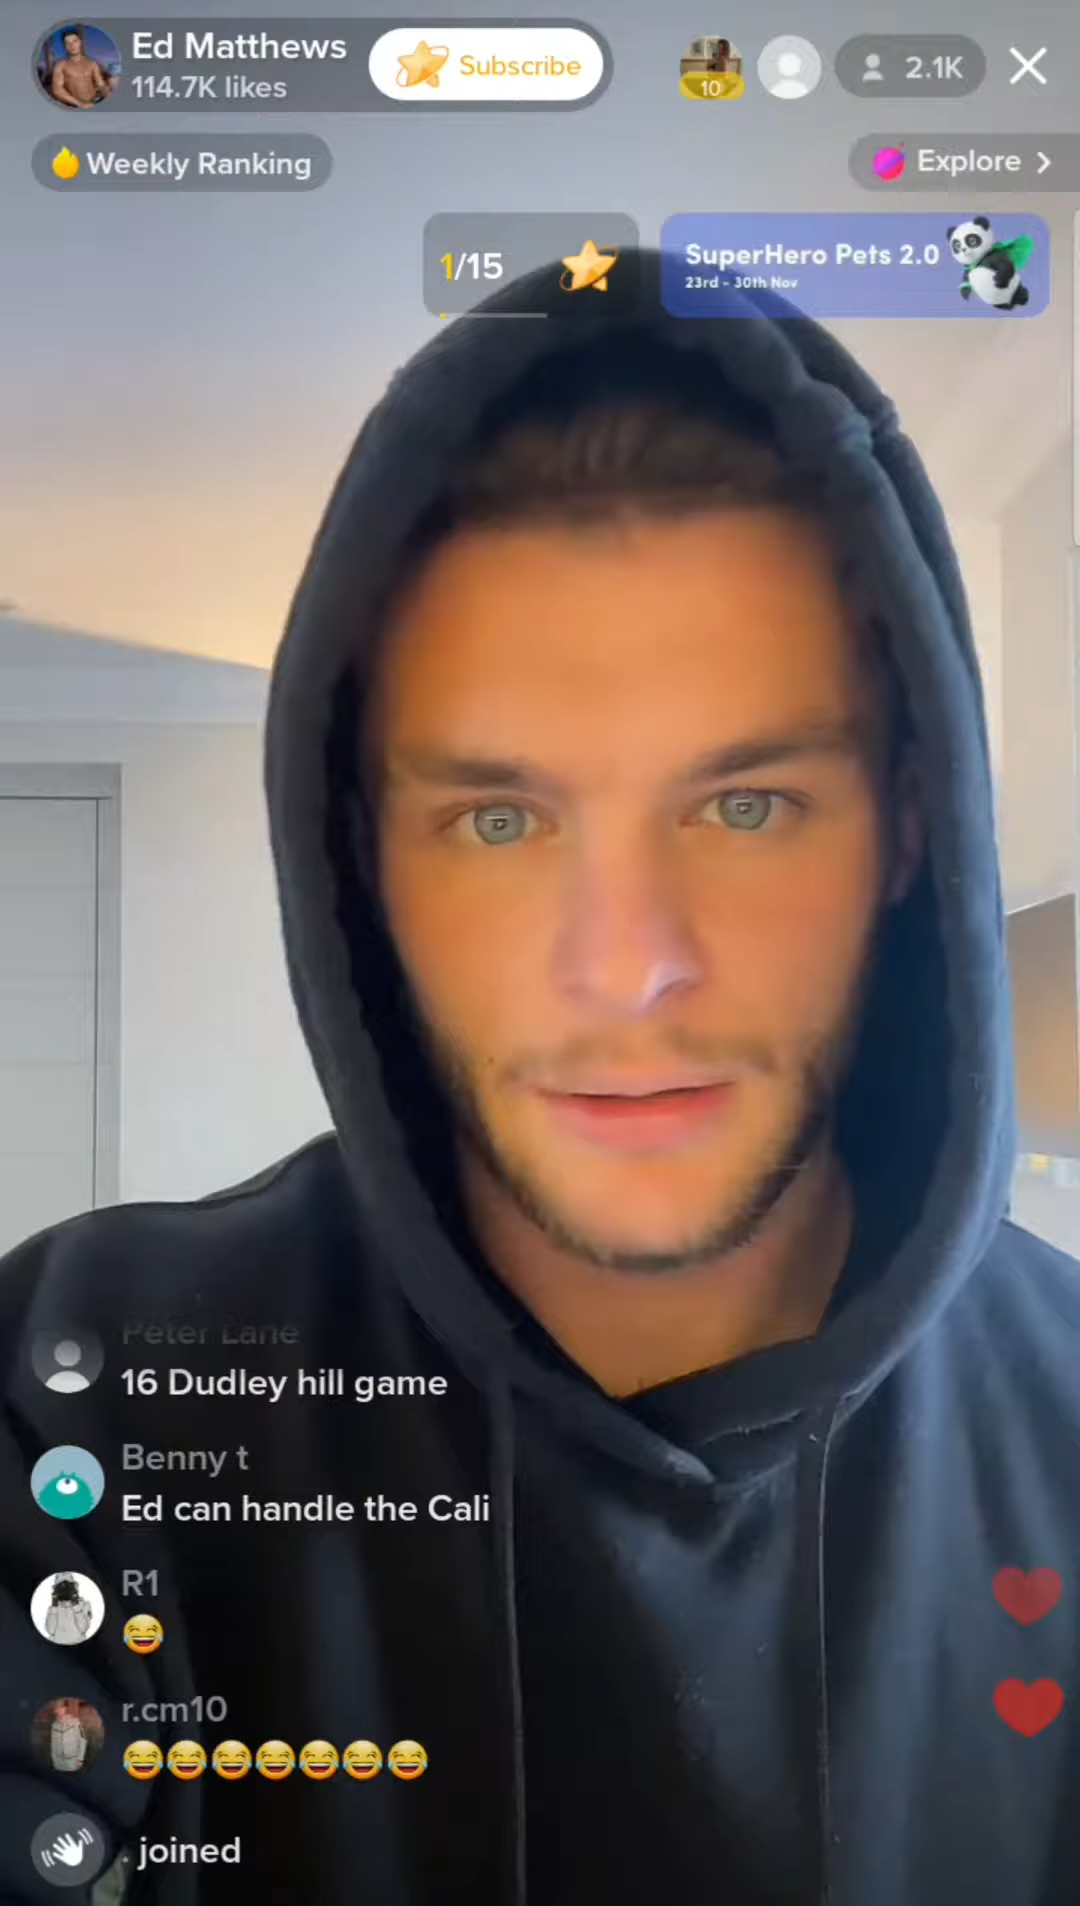 Ed Matthews
114.7K likes
Subscribe
10
2.1K
Weekly Ranking
Explore
1/15
SuperHero Pets 2.0
23rd - 30th Nov
Peter Lane
16 Dudley hill game
Benny t
Ed can handle the Cali
R1
😂
r.cm10
😂😂😂😂😂😂😂
. joined